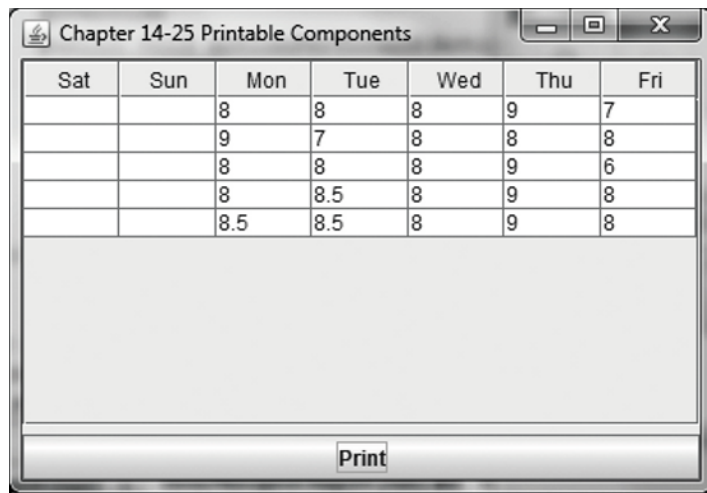 Chapter 14-25 Printable Components
Sat Sun Mon Tue Wed Thu Fri
8 8 8 9 7
9 7 8 8 8
8 8 8 9 6
8 8.5 8 9 8
8.5 8.5 8 9 8
Print